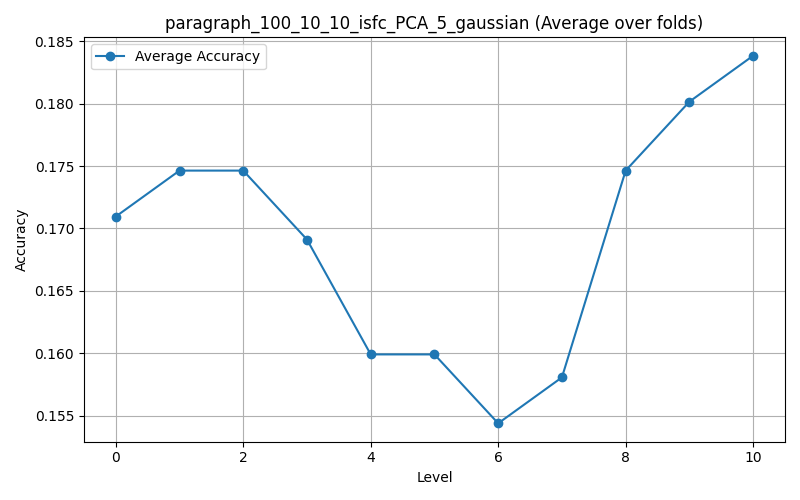 paragraph_100_10_10_isfc_PCA_5_gaussian (Average over folds)
Average Accuracy
Accuracy
0.185
0.180
0.175
0.170
0.165
0.160
0.155
0 2 4 6 8 10
Level